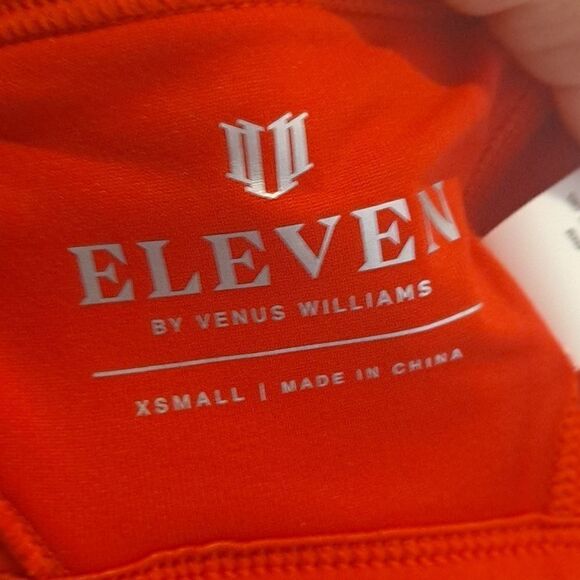 ELEVEN
BY VENUS WILLIAMS
XSMALL | MADE IN CHINA